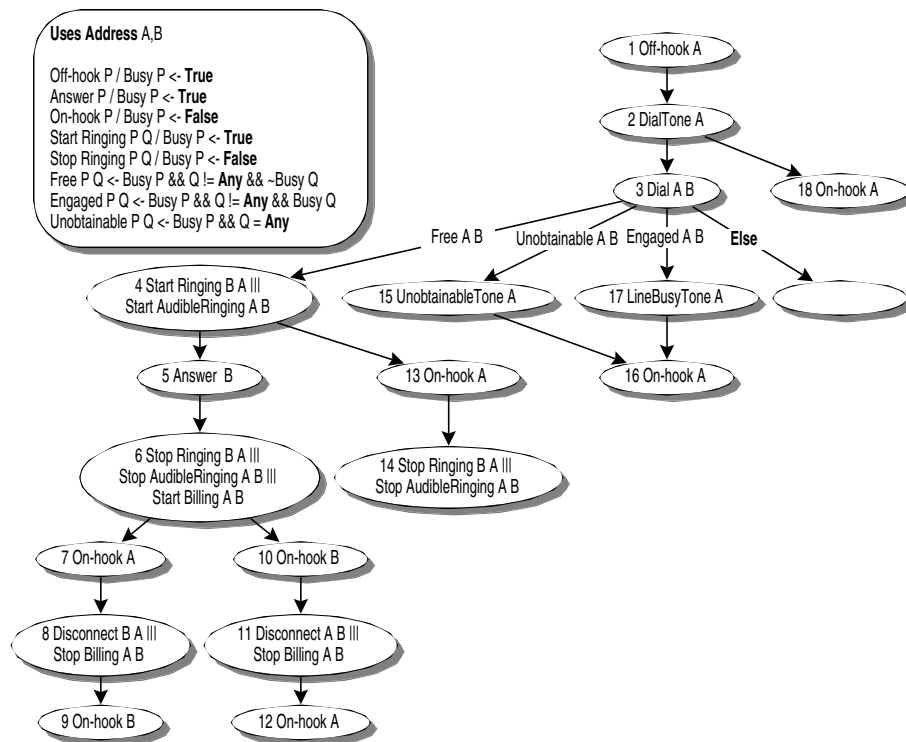 Uses Address A,B
Off-hook P / Busy P <- True
Answer P / Busy P <- True
On-hook P / Busy P <- False
Start Ringing P Q / Busy P <- True
Stop Ringing P Q / Busy P <- False
Free P Q <- Busy P && Q != Any && ~Busy Q
Engaged P Q <- Busy P && Q != Any && Busy Q
Unobtainable P Q <- Busy P && Q = Any
1 Off-hook A
2 DialTone A
3 Dial A B
18 On-hook A
Free A B
Unobtainable A B
Engaged A B
Else
4 Start Ringing B A |||
Start AudibleRinging A B
15 UnobtainableTone A
17 LineBusyTone A
5 Answer B
13 On-hook A
16 On-hook A
6 Stop Ringing B A |||
Stop AudibleRinging A B |||
Start Billing A B
14 Stop Ringing B A |||
Stop AudibleRinging A B
7 On-hook A
10 On-hook B
8 Disconnect B A |||
Stop Billing A B
11 Disconnect A B |||
Stop Billing A B
9 On-hook B
12 On-hook A